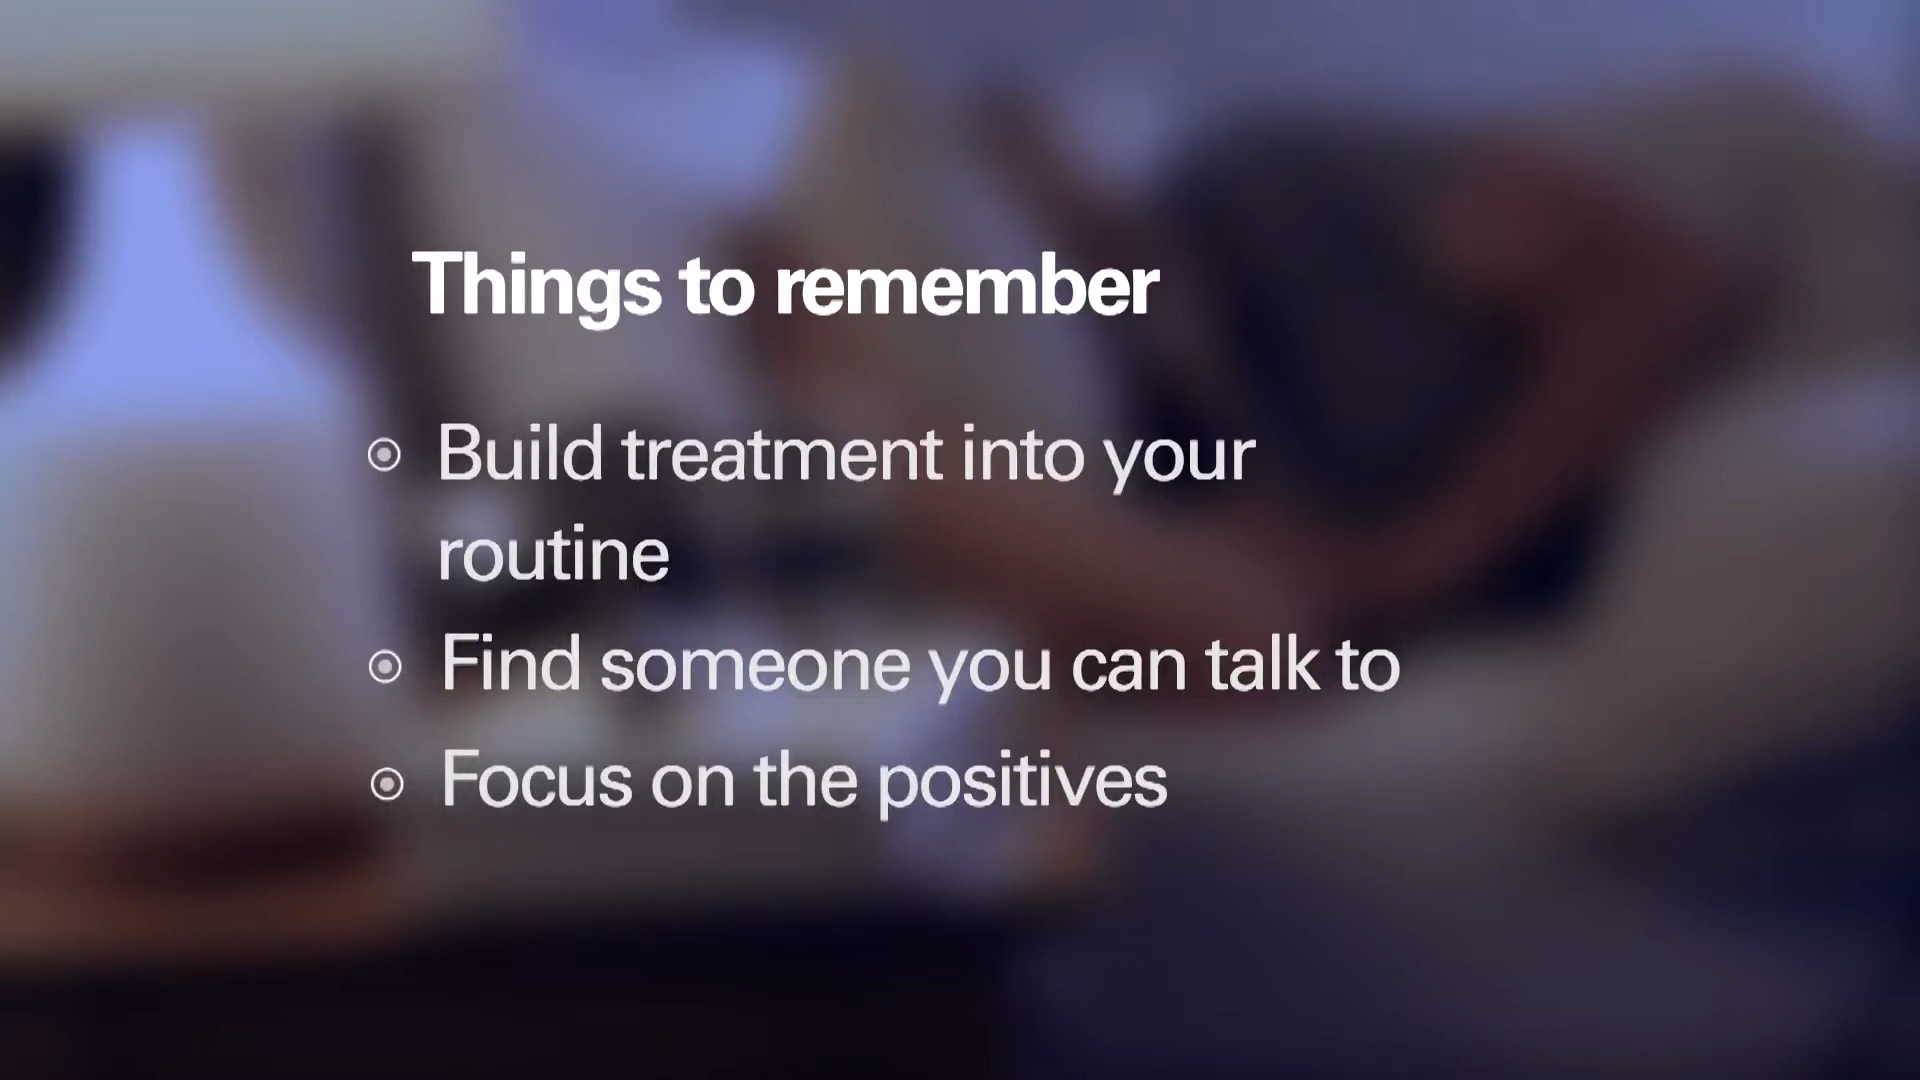 Things to remember
Build treatment into your
routine
Find someone you can talk to
Focus on the positives